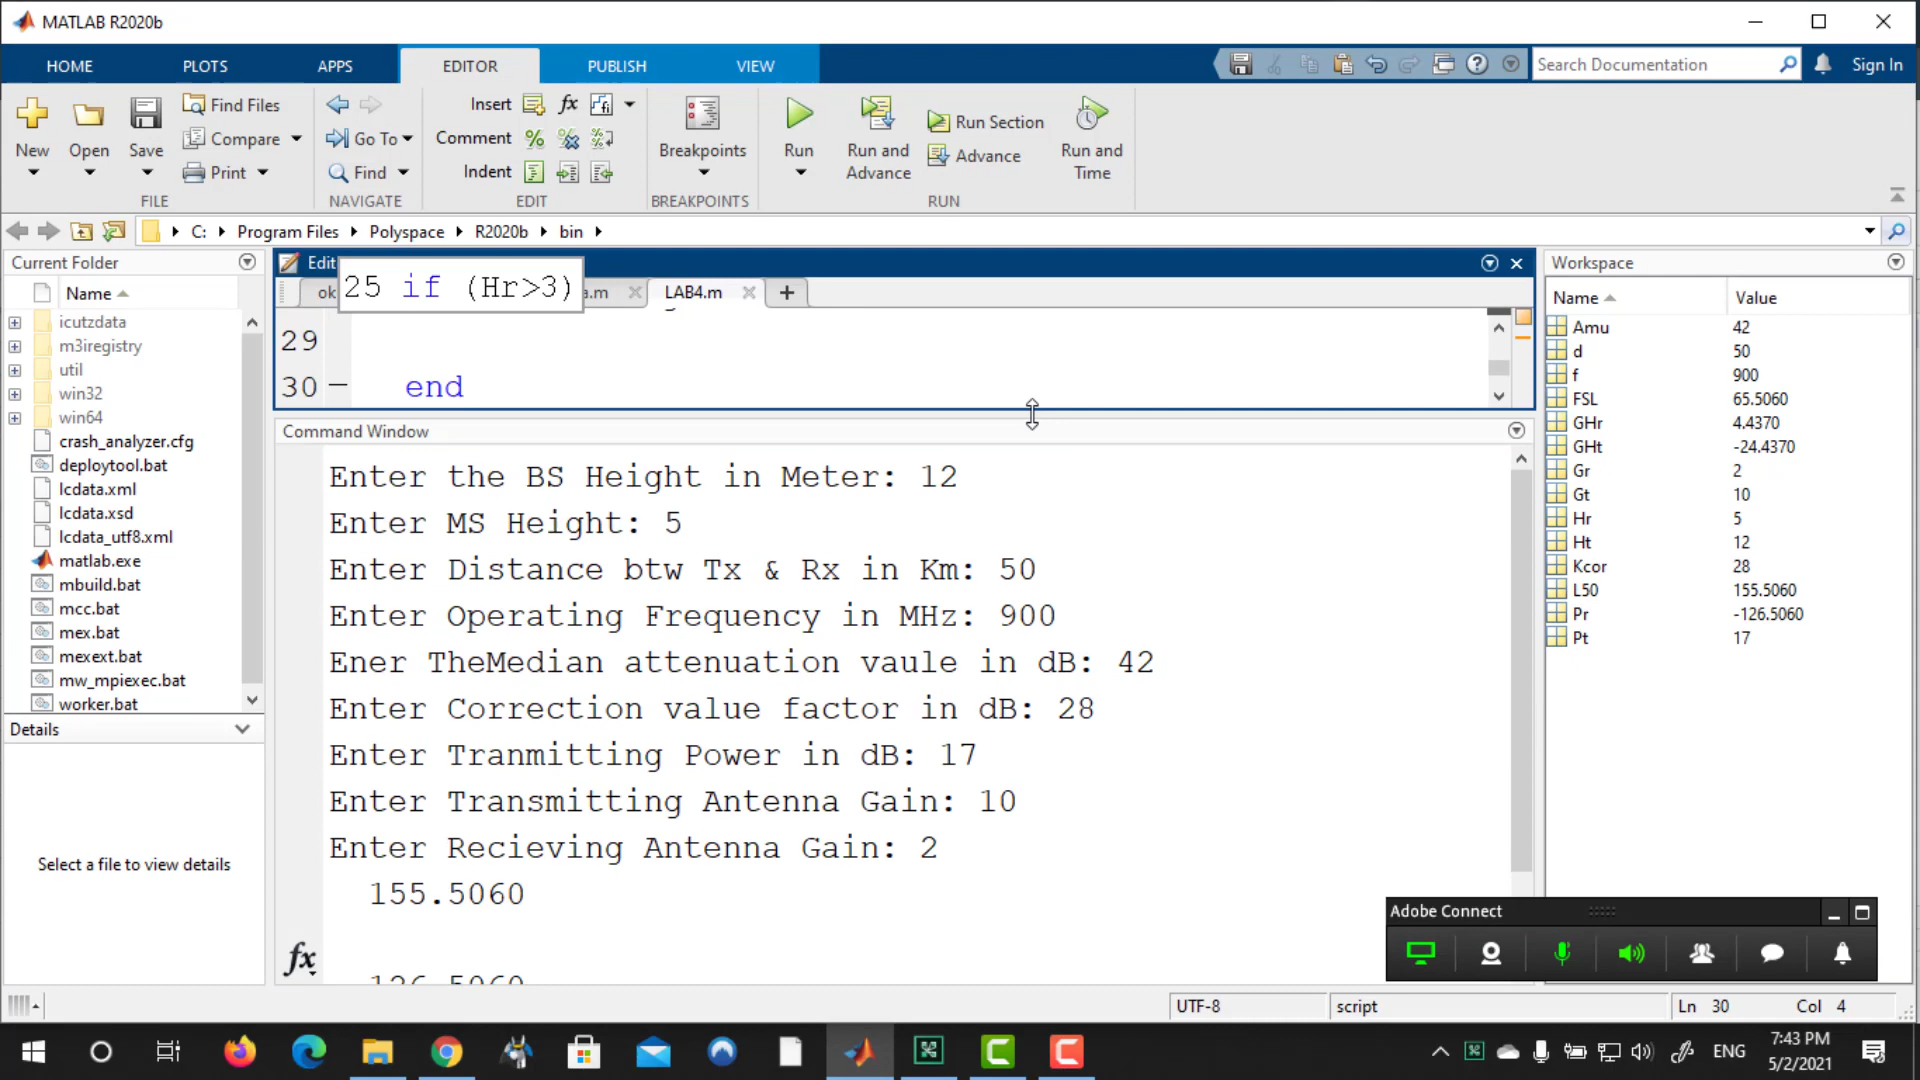 MATLAB R2020b
HOME PLOTS APPS EDITOR PUBLISH VIEW Search Documentation Sign In
New Open Save Find Files Compare Print
FILE
Go To Find
NAVIGATE
Insert fx
Comment
Indent
EDIT
Breakpoints
BREAKPOINTS
Run Run and Advance Run Section Advance Run and Time
RUN
C: Program Files Polyspace R2020b bin
Current Folder
Name
icutzdata
m3iregistry
util
win32
win64
crash_analyzer.cfg
deploytool.bat
lcdata.xml
lcdata.xsd
lcdata_utf8.xml
matlab.exe
mbuild.bat
mcc.bat
mex.bat
mexext.bat
mw_mpiexec.bat
worker.bat
Details
Select a file to view details
Edit
ok
25 if (Hr>3)
a.m LAB4.m +
29
30 end
Command Window
Enter the BS Height in Meter: 12
Enter MS Height: 5
Enter Distance btw Tx & Rx in Km: 50
Enter Operating Frequency in MHz: 900
Ener TheMedian attenuation vaule in dB: 42
Enter Correction value factor in dB: 28
Enter Tranmitting Power in dB: 17
Enter Transmitting Antenna Gain: 10
Enter Recieving Antenna Gain: 2
155.5060
fx
Workspace
Name Value
Amu 42
d 50
f 900
FSL 65.5060
GHr 4.4370
GHt -24.4370
Gr 2
Gt 10
Hr 5
Ht 12
Kcor 28
L50 155.5060
Pr -126.5060
Pt 17
Adobe Connect
UTF-8 script Ln 30 Col 4
ENG
7:43 PM
5/2/2021